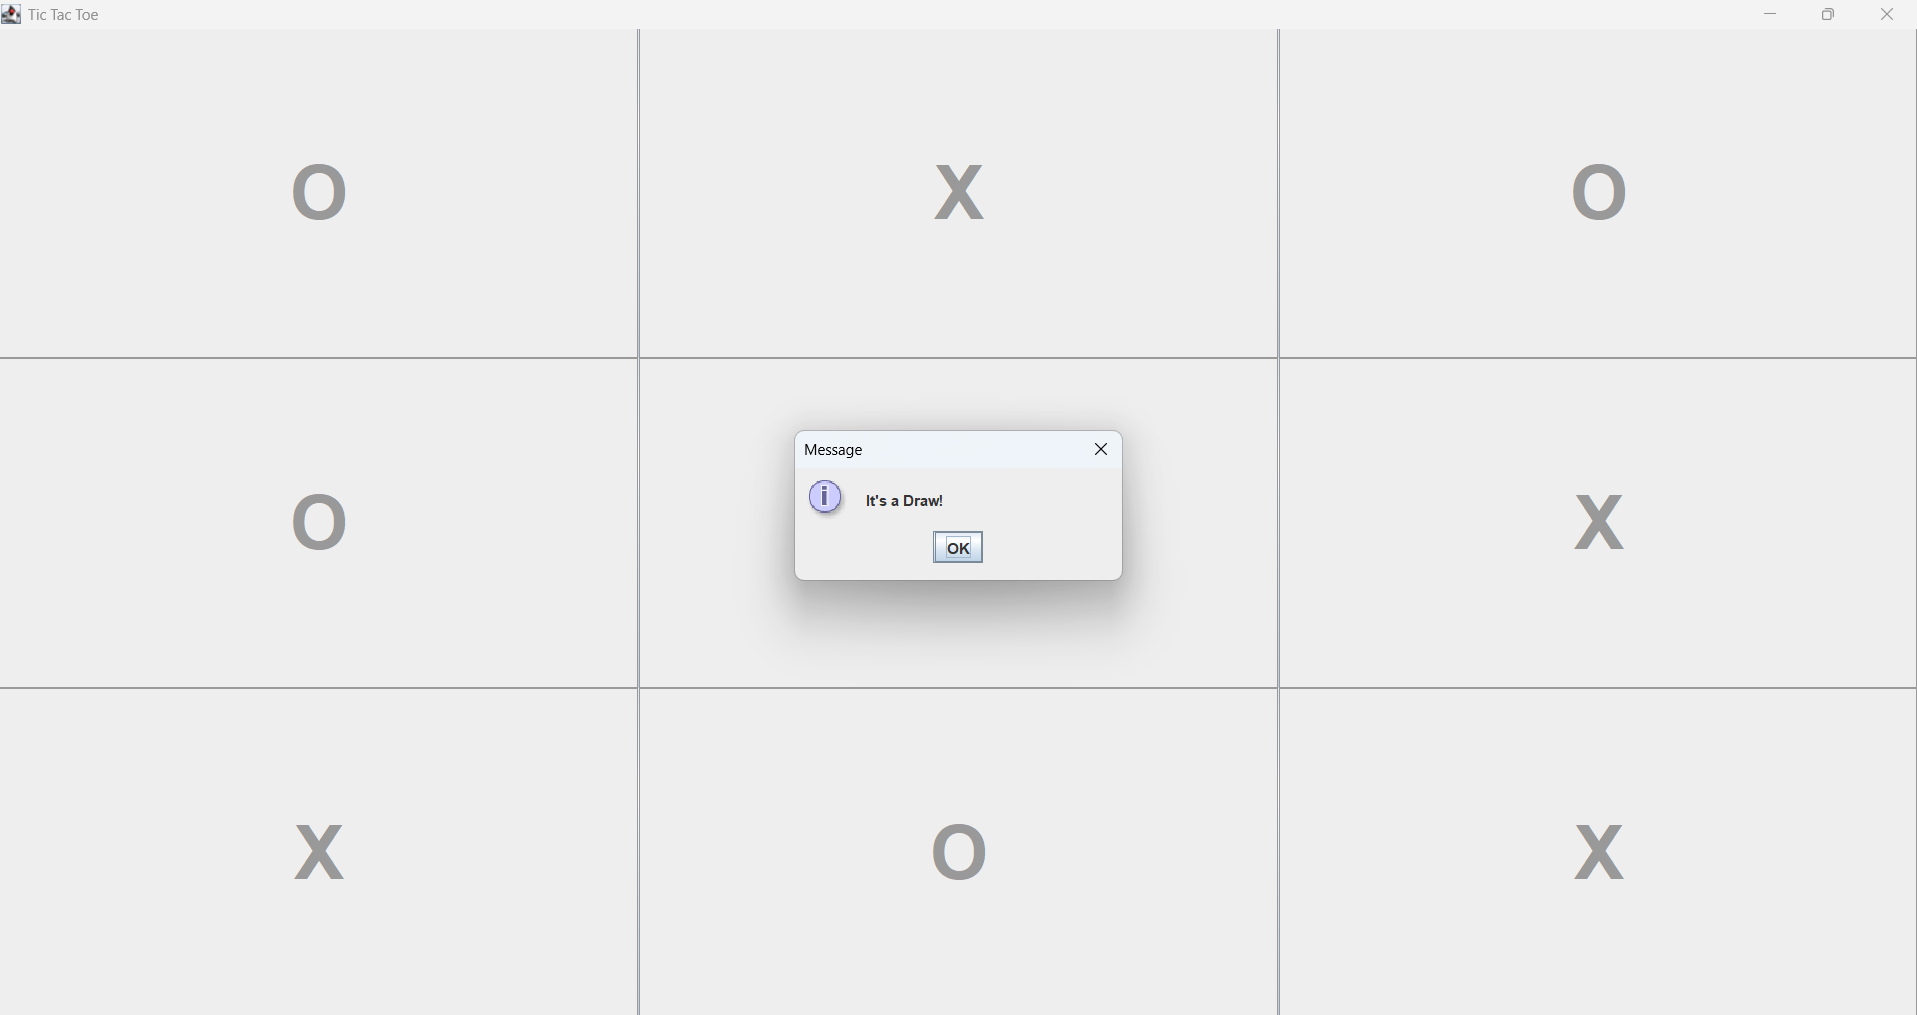 Tic Tac Toe
O X O
Message
It's a Draw!
O X
OK
X O X